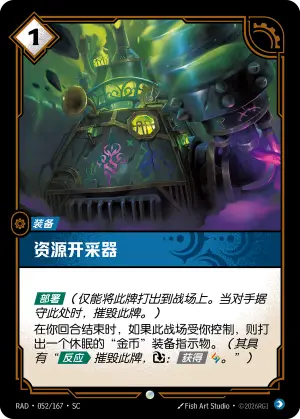 1
装备
资源开采器
部署（仅能将此牌打出到战场上。当对手据
守此处时，摧毁此牌。）
在你回合结束时，如果此战场受你控制，则打
出一个休眠的“金币”装备指示物。（其具
有“反应 摧毁此牌，：获得。”）
RAD • 052/167 • SC
Fish Art Studio • ©2026RGI